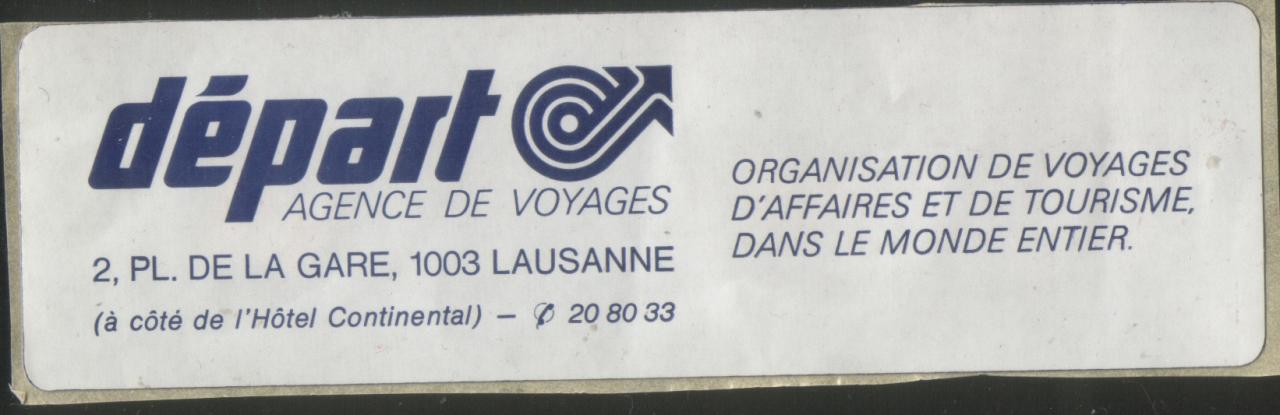 départ
AGENCE DE VOYAGES
2, PL. DE LA GARE, 1003 LAUSANNE
(à côté de l'Hôtel Continental) – ✆ 20 80 33
ORGANISATION DE VOYAGES
D'AFFAIRES ET DE TOURISME,
DANS LE MONDE ENTIER.